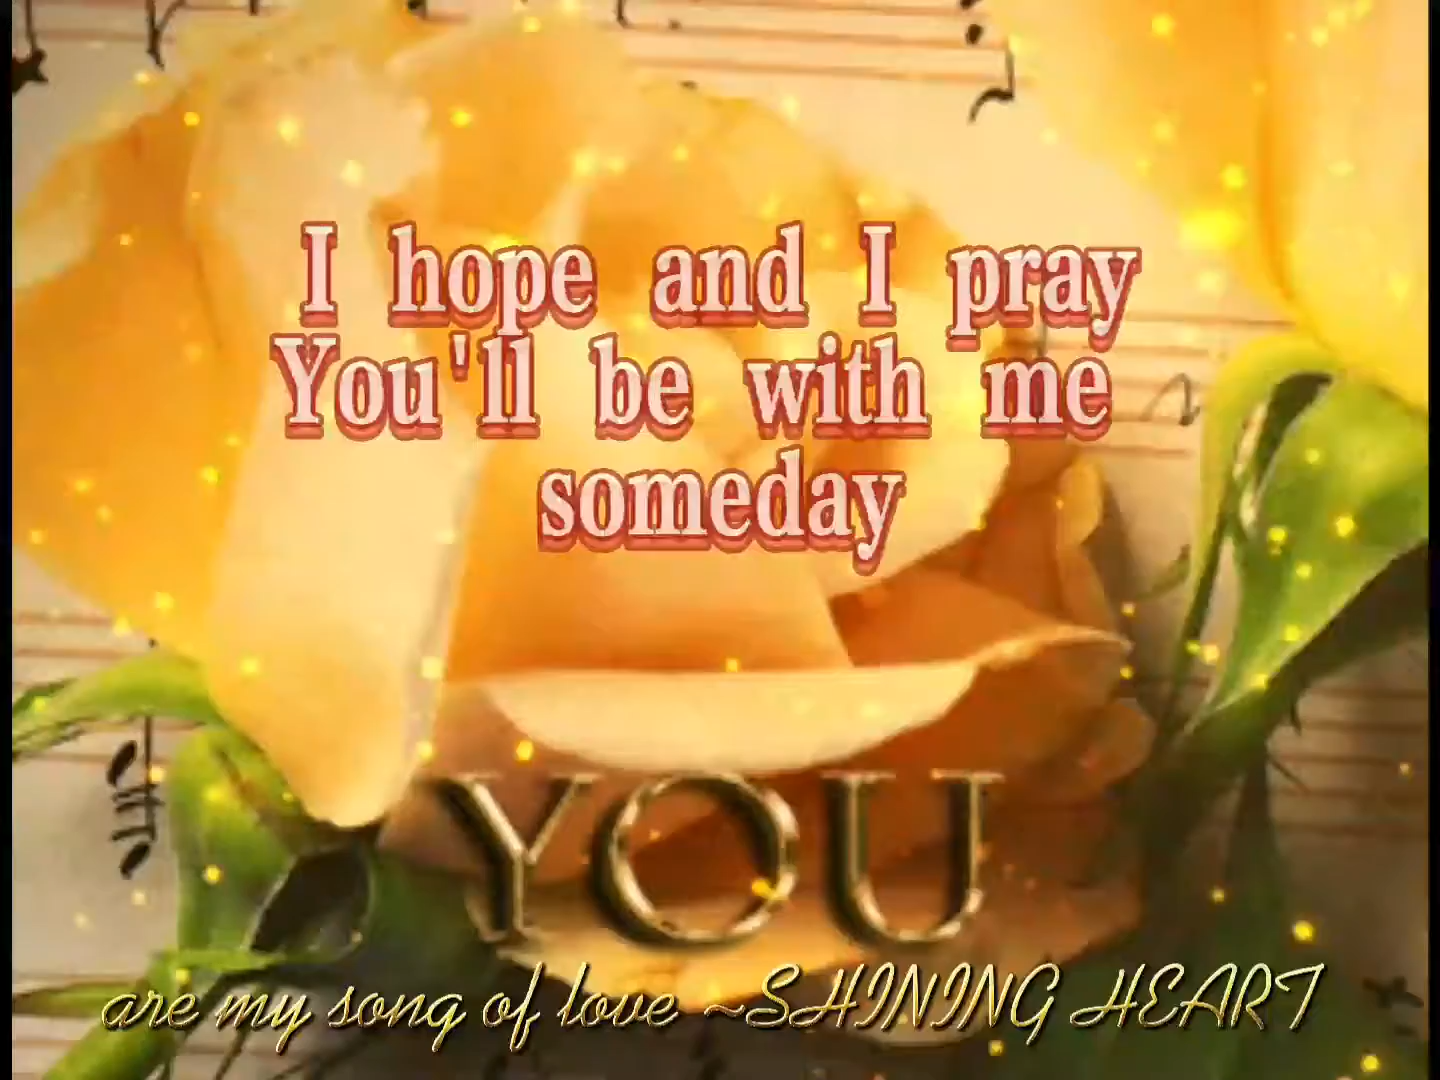 I hope and I pray
You'll be with me
someday
YOU
are my song of love ~SHINING HEART